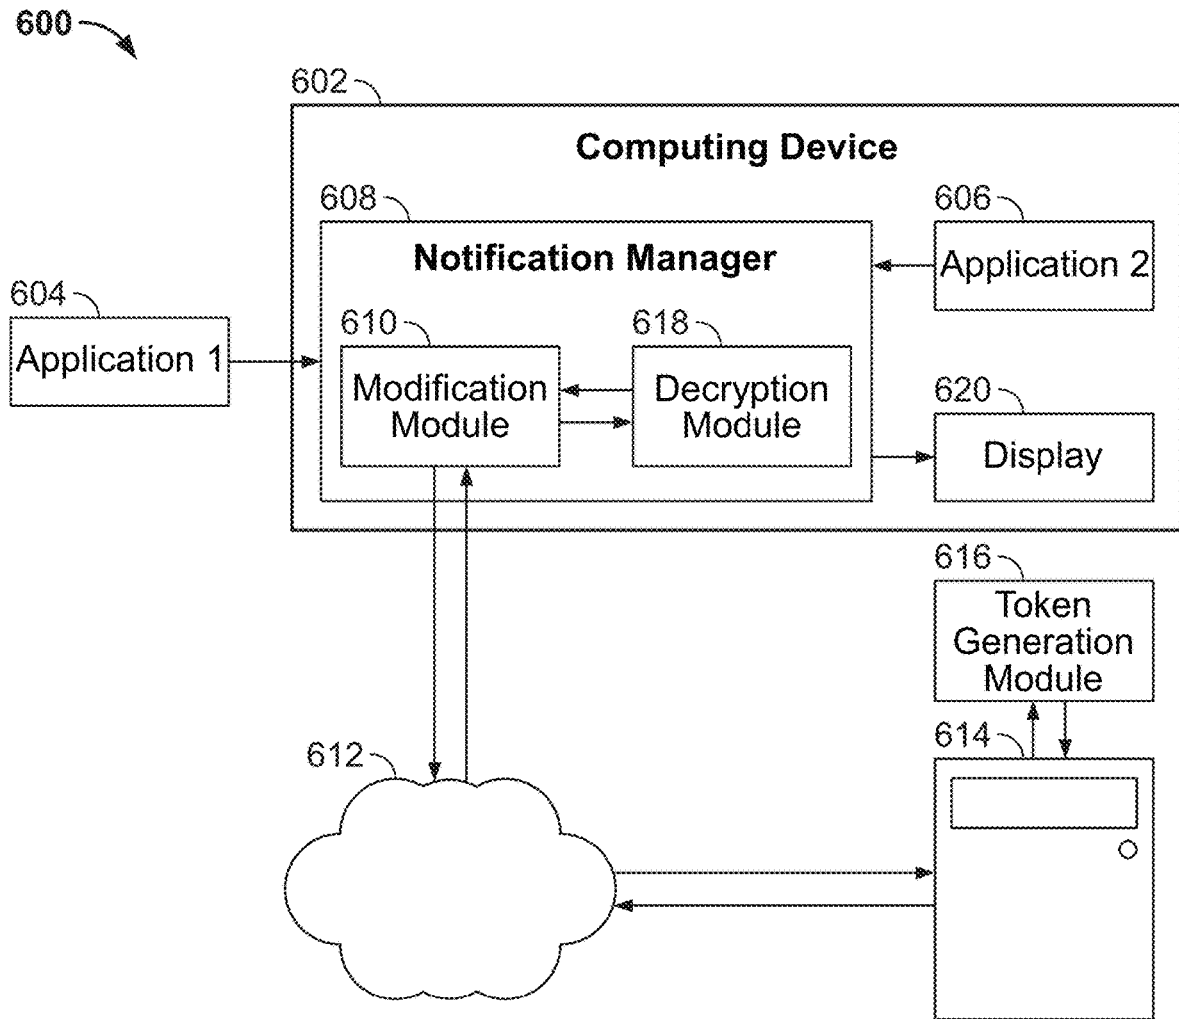 600
602
Computing Device
608
606
Notification Manager
Application 2
604
610
618
Application 1
Modification
Module
Decryption
Module
620
Display
616
Token
Generation
Module
612
614